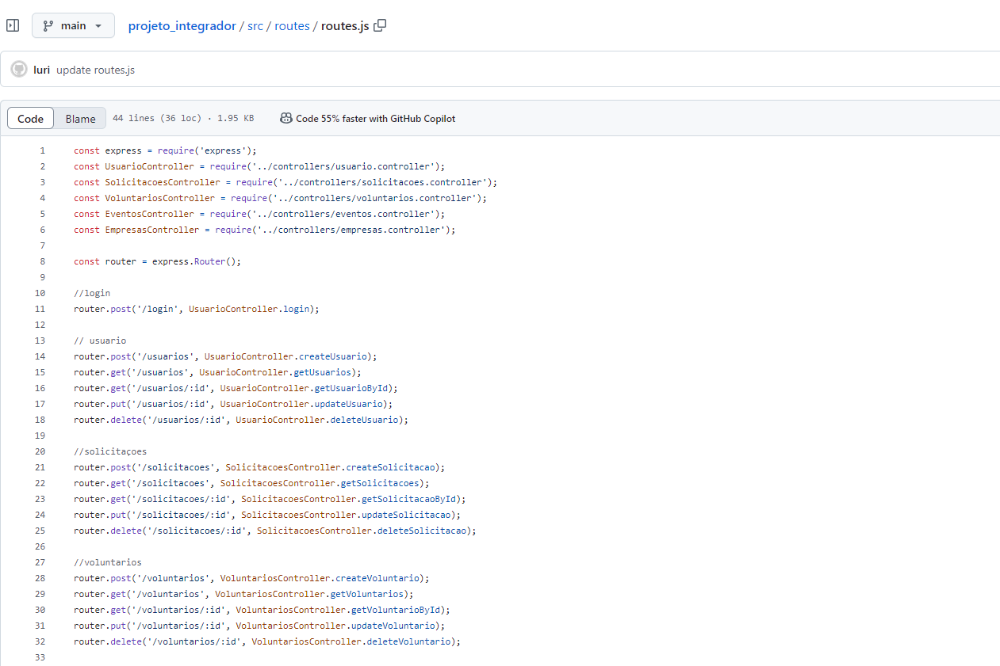 main
projeto_integrador / src / routes / routes.js
Iuri update routes.js
Code Blame 44 lines (36 loc) · 1.95 KB Code 55% faster with GitHub Copilot
1 const express = require('express');
2 const UsuarioController = require('../controllers/usuario.controller');
3 const SolicitacoesController = require('../controllers/solicitacoes.controller');
4 const VoluntariosController = require('../controllers/voluntarios.controller');
5 const EventosController = require('../controllers/eventos.controller');
6 const EmpresasController = require('../controllers/empresas.controller');
7
8 const router = express.Router();
9
10 //login
11 router.post('/login', UsuarioController.login);
12
13 // usuario
14 router.post('/usuarios', UsuarioController.createUsuario);
15 router.get('/usuarios', UsuarioController.getUsuarios);
16 router.get('/usuarios/:id', UsuarioController.getUsuarioById);
17 router.put('/usuarios/:id', UsuarioController.updateUsuario);
18 router.delete('/usuarios/:id', UsuarioController.deleteUsuario);
19
20 //solicitaçoes
21 router.post('/solicitacoes', SolicitacoesController.createSolicitacao);
22 router.get('/solicitacoes', SolicitacoesController.getSolicitacoes);
23 router.get('/solicitacoes/:id', SolicitacoesController.getSolicitacaoById);
24 router.put('/solicitacoes/:id', SolicitacoesController.updateSolicitacao);
25 router.delete('/solicitacoes/:id', SolicitacoesController.deleteSolicitacao);
26
27 //voluntarios
28 router.post('/voluntarios', VoluntariosController.createVoluntario);
29 router.get('/voluntarios', VoluntariosController.getVoluntarios);
30 router.get('/voluntarios/:id', VoluntariosController.getVoluntarioById);
31 router.put('/voluntarios/:id', VoluntariosController.updateVoluntario);
32 router.delete('/voluntarios/:id', VoluntariosController.deleteVoluntario);
33